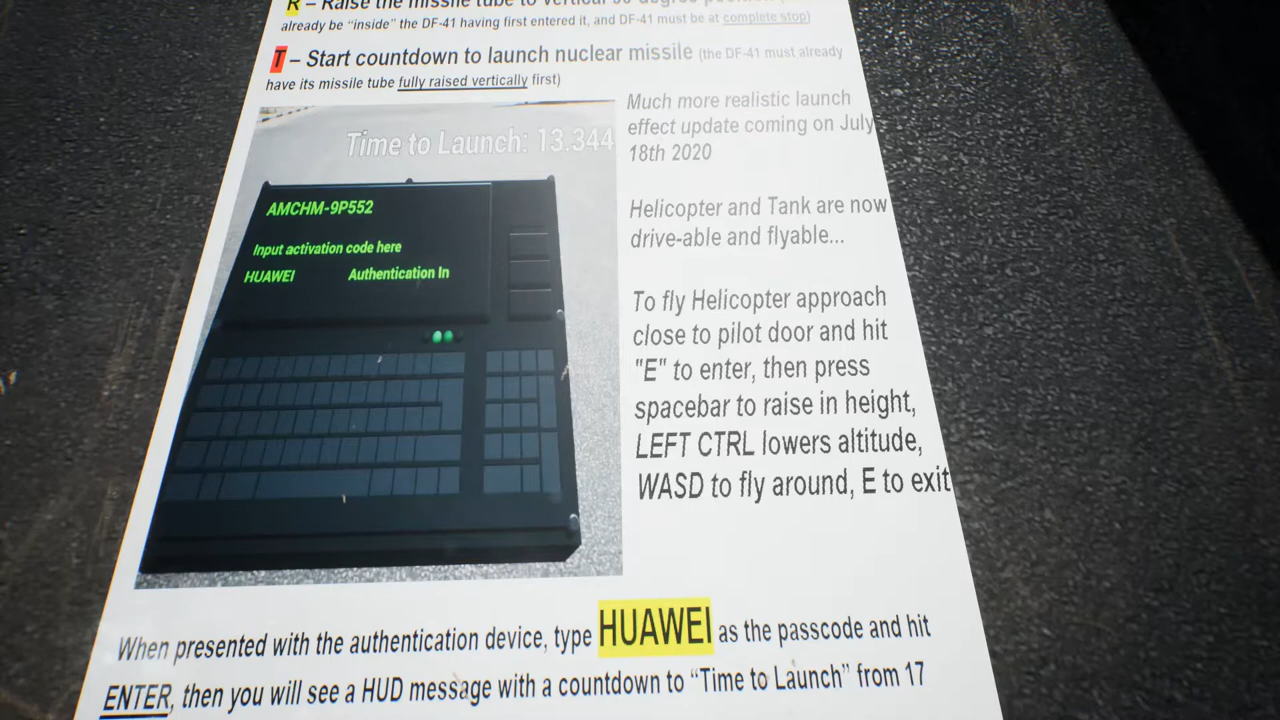 R – Raise the missile tube to vertical 90 degree position
already be “inside” the DF-41 having first entered it, and DF-41 must be at complete stop)
T – Start countdown to launch nuclear missile (the DF-41 must already
have its missile tube fully raised vertically first)
Time to Launch: 13.344
AMCHM-9P552
Input activation code here
HUAWEI Authentication In
Much more realistic launch
effect update coming on July
18th 2020
Helicopter and Tank are now
drive-able and flyable...
To fly Helicopter approach
close to pilot door and hit
"E" to enter, then press
spacebar to raise in height,
LEFT CTRL lowers altitude,
WASD to fly around, E to exit
When presented with the authentication device, type HUAWEI as the passcode and hit
ENTER, then you will see a HUD message with a countdown to “Time to Launch” from 17